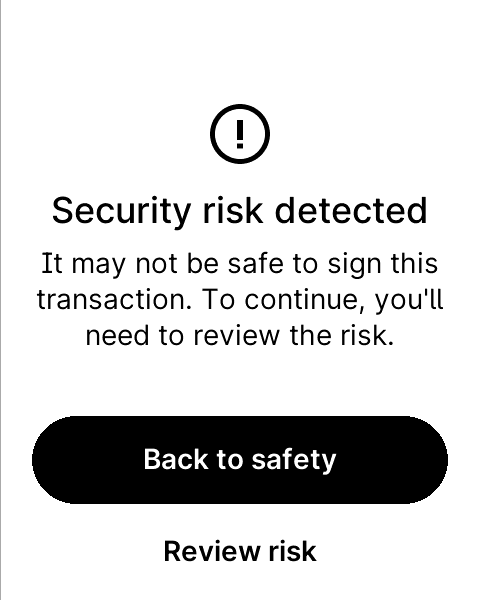 Security risk detected
It may not be safe to sign this
transaction. To continue, you'll
need to review the risk.
Back to safety
Review risk